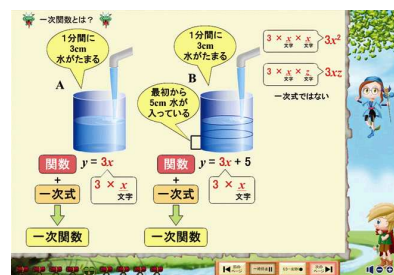 一次関数とは?
1分間に
3cm
水がたまる
A
1分間に
3cm
水がたまる
B
最初から
5cm 水が
入っている
3 × x × x
文字 文字
3x²
3 × x × z
文字 文字
3xz
一次式ではない
関数
y = 3x
+
一次式
3 × x
文字
一次関数
関数
y = 3x + 5
+
一次式
3 × x
文字
一次関数